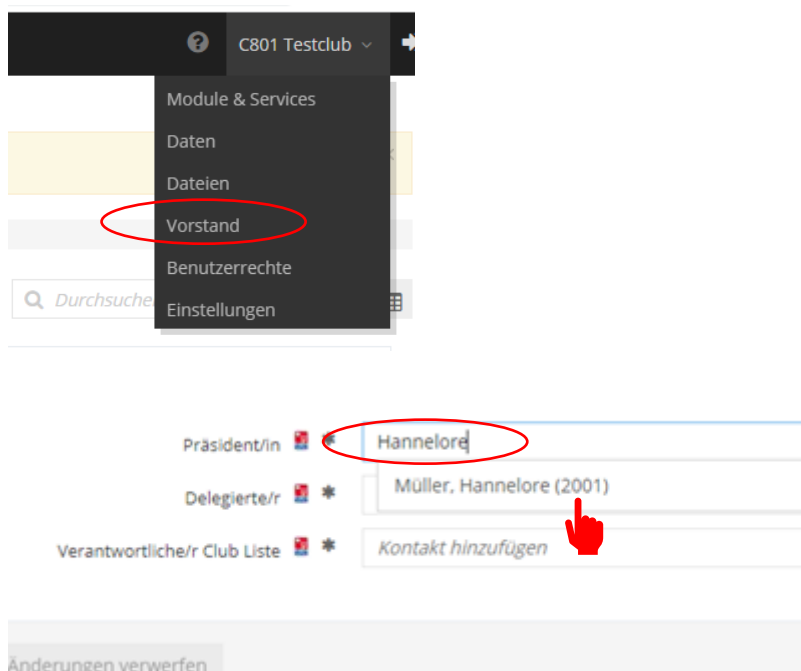 C801 Testclub
Module & Services
Daten
Dateien
Vorstand
Benutzerrechte
Durchsuche
Einstellungen
Präsident/in * Hannelore
Müller, Hannelore (2001)
Delegierte/r *
Verantwortliche/r Club Liste * Kontakt hinzufügen
Änderungen verwerfen